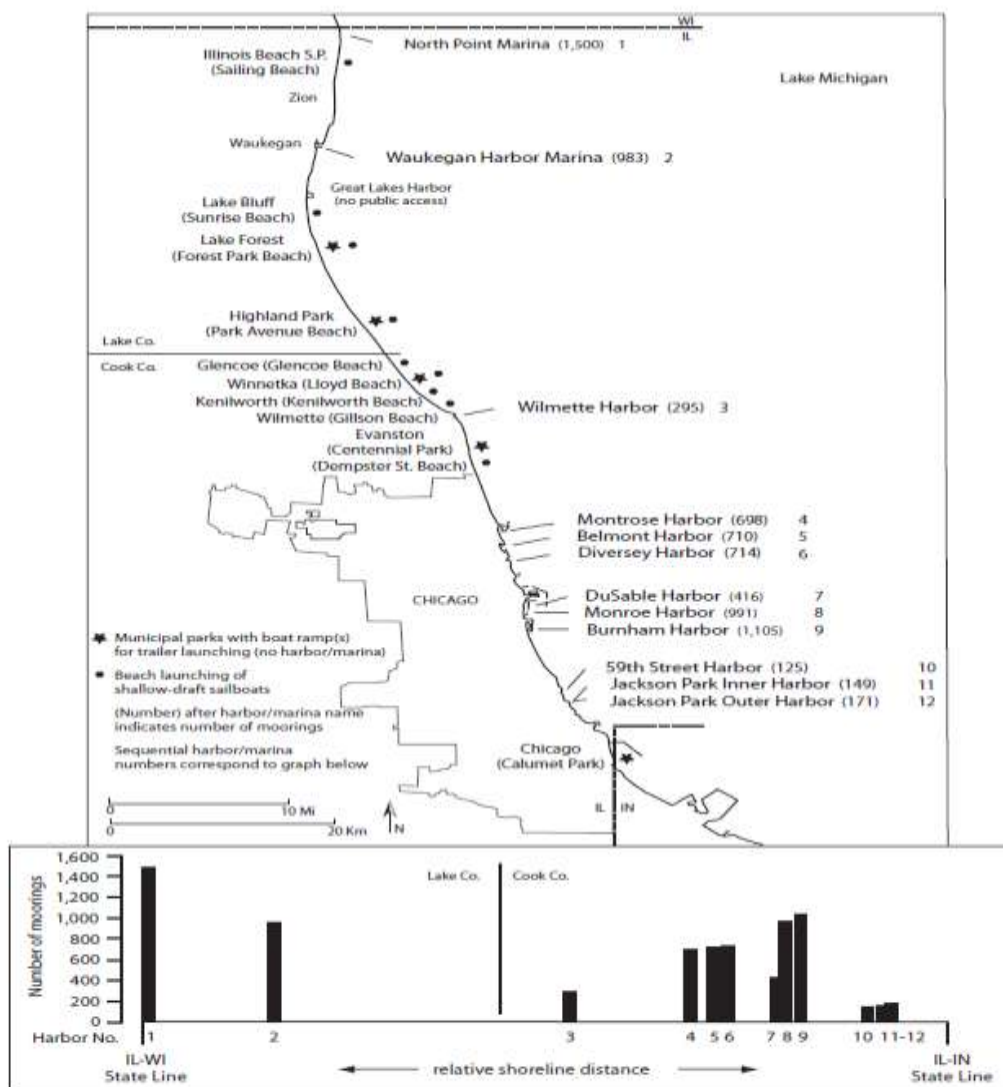 WI
IL
North Point Marina (1,500) 1
Illinois Beach S.P.
(Sailing Beach)
Lake Michigan
Zion
Waukegan
Waukegan Harbor Marina (983) 2
Great Lakes Harbor
(no public access)
Lake Bluff
(Sunrise Beach)
Lake Forest
(Forest Park Beach)
Highland Park
(Park Avenue Beach)
Lake Co.
Cook Co.
Glencoe (Glencoe Beach)
Winnetka (Lloyd Beach)
Kenilworth (Kenilworth Beach)
Wilmette (Gillson Beach)
Wilmette Harbor (295) 3
Evanston
(Centennial Park)
(Dempster St. Beach)
Montrose Harbor (698) 4
Belmont Harbor (710) 5
Diversey Harbor (714) 6
CHICAGO
DuSable Harbor (416) 7
Monroe Harbor (991) 8
Burnham Harbor (1,105) 9
59th Street Harbor (125) 10
Jackson Park Inner Harbor (149) 11
Jackson Park Outer Harbor (171) 12
Municipal parks with boat ramp(s)
for trailer launching (no harbor/marina)
Beach launching of
shallow-draft sailboats
(Number) after harbor/marina name
indicates number of moorings
Sequential harbor/marina
numbers correspond to graph below
Chicago
(Calumet Park)
IL IN
0 10 Mi
0 20 Km
N
Number of moorings
1,600
1,400
1,200
1,000
800
600
400
200
0
Lake Co. Cook Co.
Harbor No. 1 2 3 4 5 6 7 8 9 10 11-12
IL-WI
State Line
relative shoreline distance
IL-IN
State Line